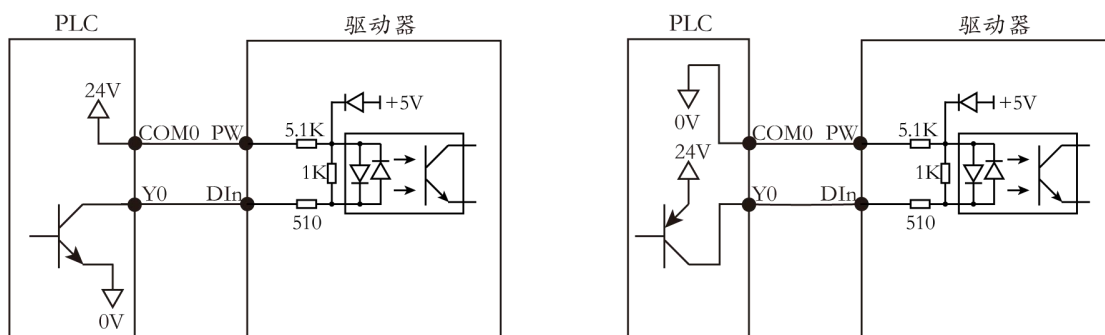 PLC
驱动器
24V
+5V
COM0
PW
5.1K
1K
Y0
DIn
510
0V
PLC
驱动器
0V
+5V
COM0
PW
5.1K
24V
1K
Y0
DIn
510